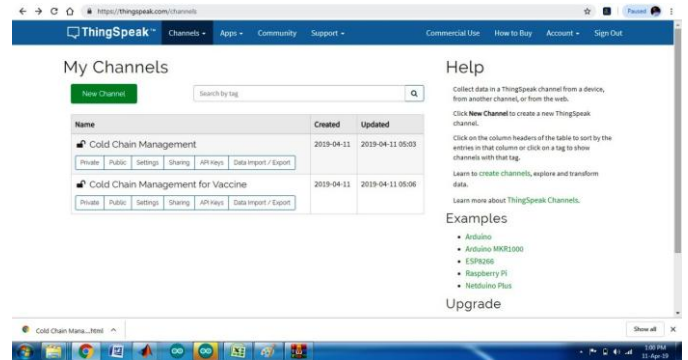 https://thingspeak.com/channels
Paused
ThingSpeak™ Channels Apps Community Support Commercial Use How to Buy Account Sign Out
My Channels
New Channel
Search by tag
Name Created Updated
Cold Chain Management 2019-04-11 2019-04-11 05:03
Private Public Settings Sharing API Keys Data Import / Export
Cold Chain Management for Vaccine 2019-04-11 2019-04-11 05:06
Private Public Settings Sharing API Keys Data Import / Export
Help
Collect data in a ThingSpeak channel from a device,
from another channel, or from the web.
Click New Channel to create a new ThingSpeak
channel.
Click on the column headers of the table to sort by the
entries in that column or click on a tag to show
channels with that tag.
Learn to create channels, explore and transform
data.
Learn more about ThingSpeak Channels.
Examples
• Arduino
• Arduino MKR1000
• ESP8266
• Raspberry Pi
• Netduino Plus
Upgrade
Cold Chain Mana....html
Show all
1:00 PM
11-Apr-19